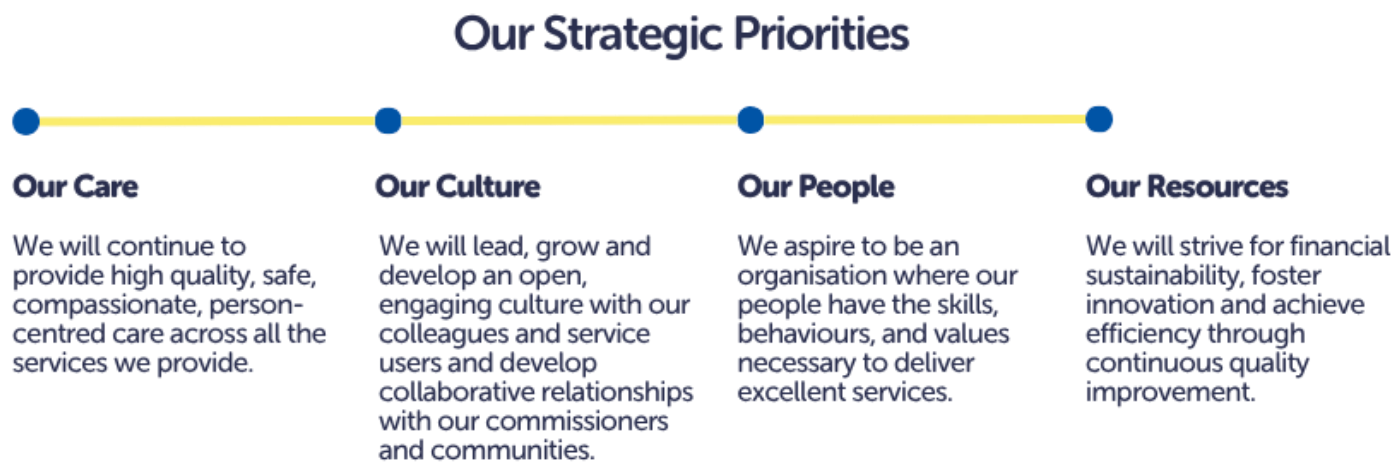 Our Strategic Priorities
Our Care
We will continue to
provide high quality, safe,
compassionate, person-
centred care across all the
services we provide.
Our Culture
We will lead, grow and
develop an open,
engaging culture with our
colleagues and service
users and develop
collaborative relationships
with our commissioners
and communities.
Our People
We aspire to be an
organisation where our
people have the skills,
behaviours, and values
necessary to deliver
excellent services.
Our Resources
We will strive for financial
sustainability, foster
innovation and achieve
efficiency through
continuous quality
improvement.